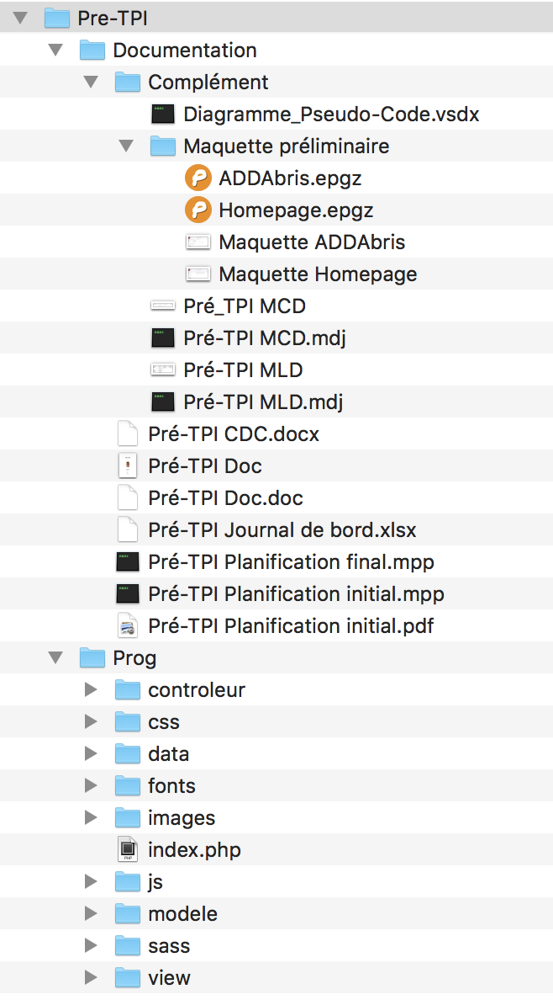 Pre-TPI
Documentation
Complément
Diagramme_Pseudo-Code.vsdx
Maquette préliminaire
ADDAbris.epgz
Homepage.epgz
Maquette ADDAbris
Maquette Homepage
Pré_TPI MCD
Pré-TPI MCD.mdj
Pré-TPI MLD
Pré-TPI MLD.mdj
Pré-TPI CDC.docx
Pré-TPI Doc
Pré-TPI Doc.doc
Pré-TPI Journal de bord.xlsx
Pré-TPI Planification final.mpp
Pré-TPI Planification initial.mpp
Pré-TPI Planification initial.pdf
Prog
controleur
css
data
fonts
images
index.php
js
modele
sass
view